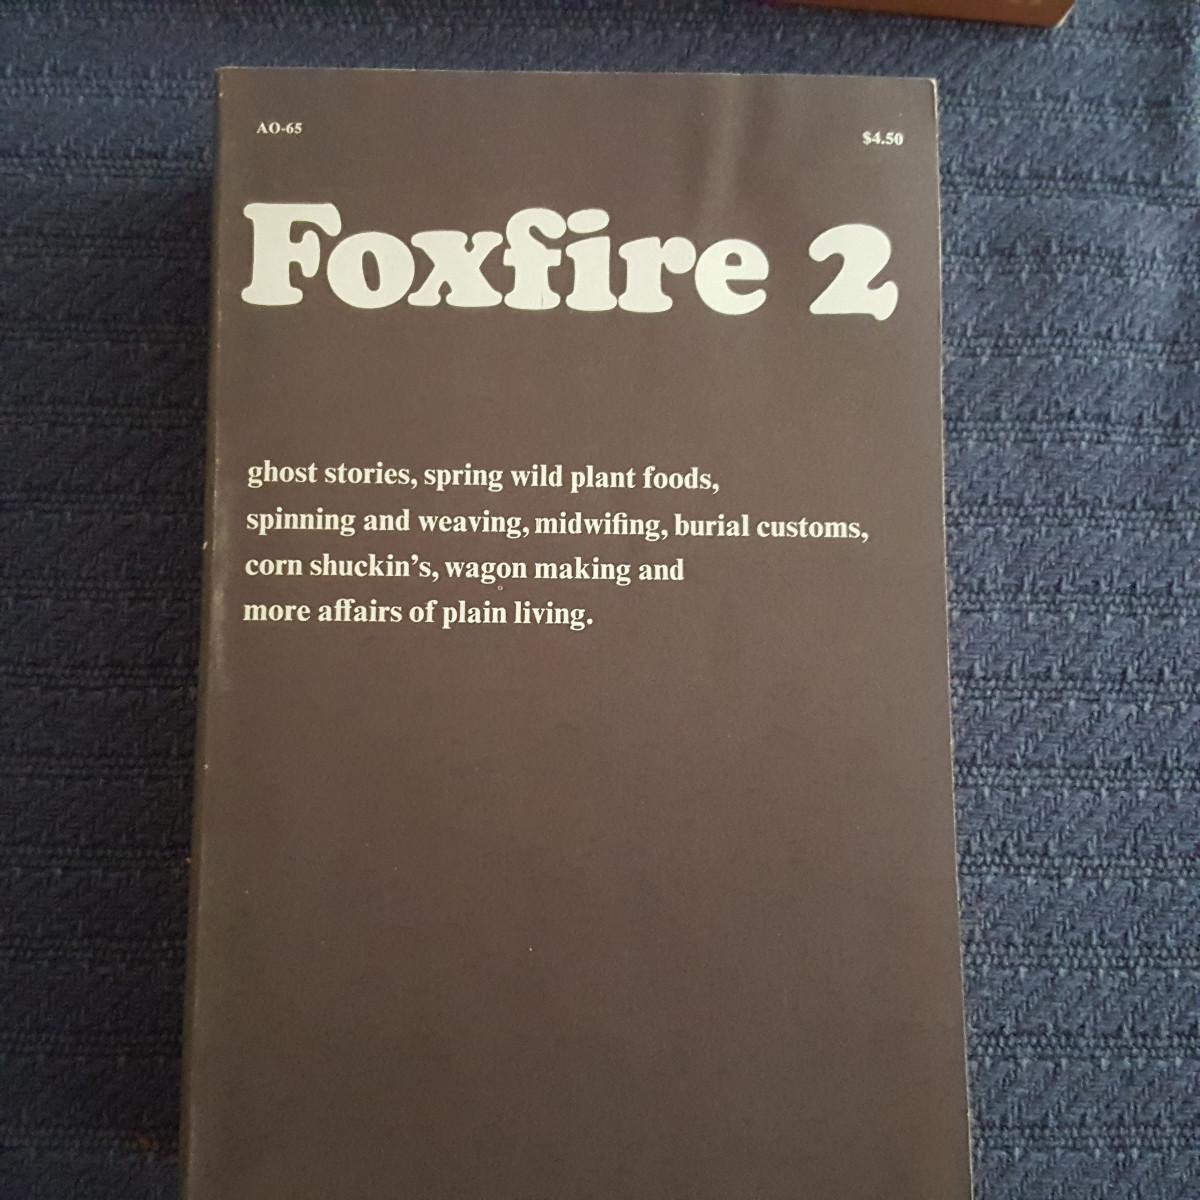 AO-65
$4.50
Foxfire 2
ghost stories, spring wild plant foods,
spinning and weaving, midwifing, burial customs,
corn shuckin’s, wagon making and
more affairs of plain living.